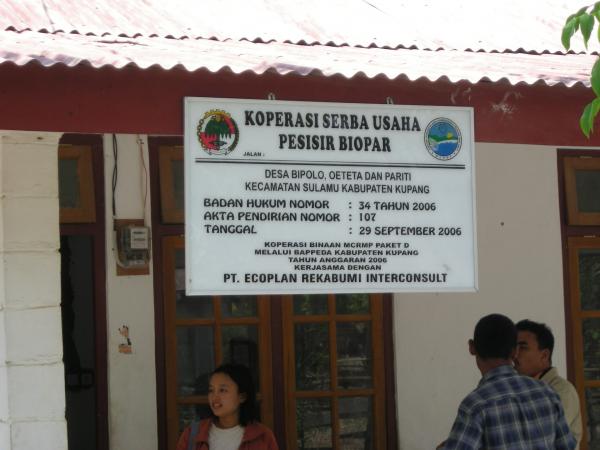 KOPERASI SERBA USAHA
PESISIR BIOPAR
JALAN :
DESA BIPOLO, OETETA DAN PARITI
KECAMATAN SULAMU KABUPATEN KUPANG
BADAN HUKUM NOMOR : 34 TAHUN 2006
AKTA PENDIRIAN NOMOR : 107
TANGGAL : 29 SEPTEMBER 2006
KOPERASI BINAAN MCRMP PAKET D
MELALUI BAPPEDA KABUPATEN KUPANG
TAHUN ANGGARAN 2006
KERJASAMA DENGAN
PT. ECOPLAN REKABUMI INTERCONSULT